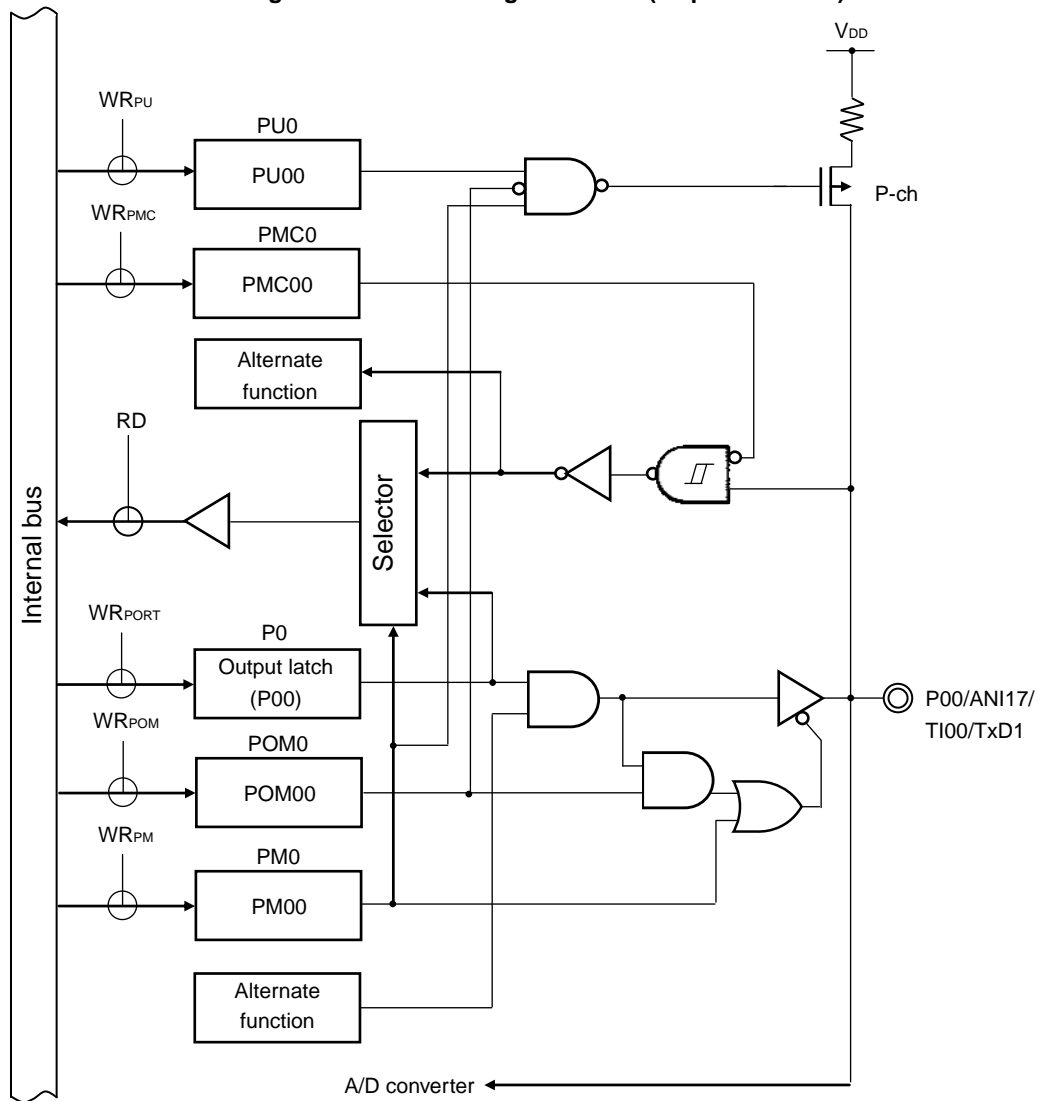 VDD
WRPU
PU0
PU00
P-ch
WRPMC
PMC0
PMC00
Alternate
function
RD
Selector
Internal bus
WRPORT
P0
Output latch
(P00)
P00/ANI17/
TI00/TxD1
WRPOM
POM0
POM00
WRPM
PM0
PM00
Alternate
function
A/D converter